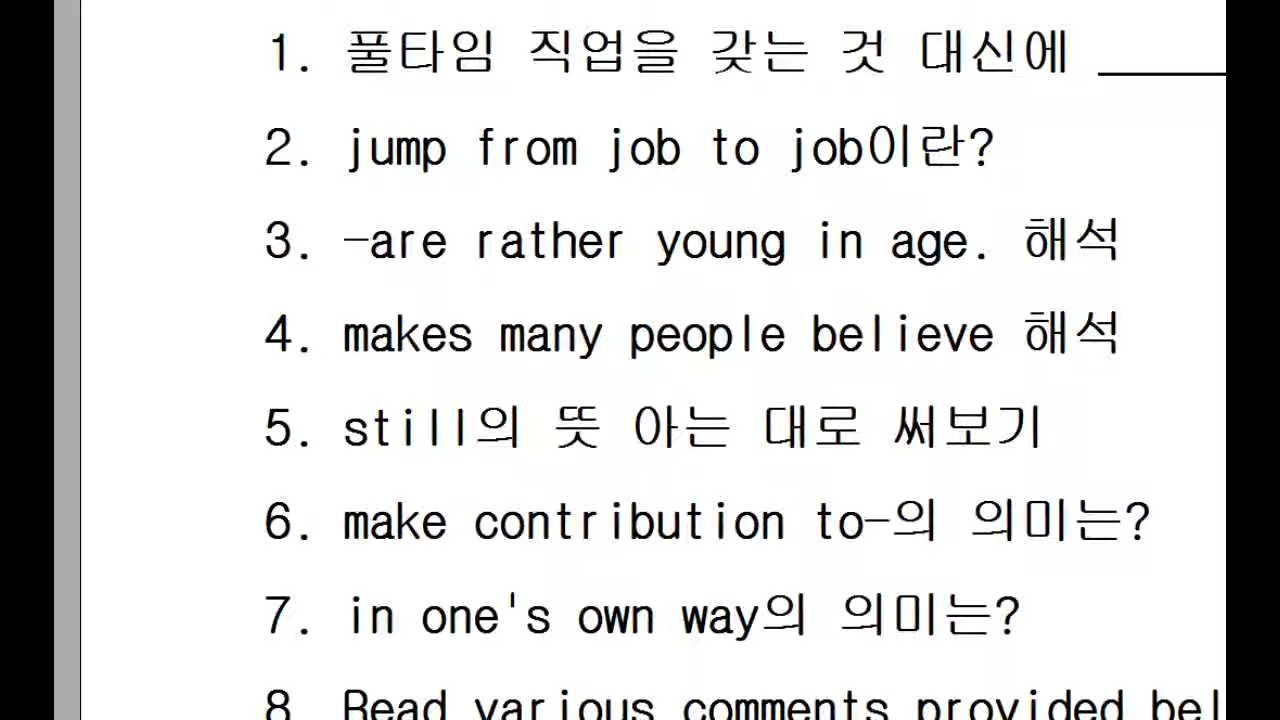 1. 풀타임 직업을 갖는 것 대신에 _____
2. jump from job to job이란?
3. -are rather young in age. 해석
4. makes many people believe 해석
5. still의 뜻 아는 대로 써보기
6. make contribution to-의 의미는?
7. in one's own way의 의미는?
8. Read various comments provided bel